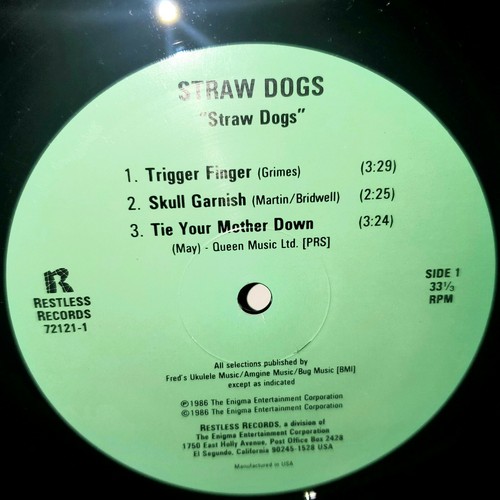 STRAW DOGS
"Straw Dogs"
1. Trigger Finger (Grimes) (3:29)
2. Skull Garnish (Martin/Bridwell) (2:25)
3. Tie Your Mother Down (3:24)
(May) - Queen Music Ltd. [PRS]
R
RESTLESS
RECORDS
72121-1
SIDE 1
33⅓
RPM
All selections published by
Fred's Ukulele Music/Amgine Music/Bug Music [BMI]
except as indicated
℗1986 The Enigma Entertainment Corporation
©1986 The Enigma Entertainment Corporation
RESTLESS RECORDS, a division of
The Enigma Entertainment Corporation
1750 East Holly Avenue, Post Office Box 2428
El Segundo, California 90245-1528 USA
Manufactured in USA